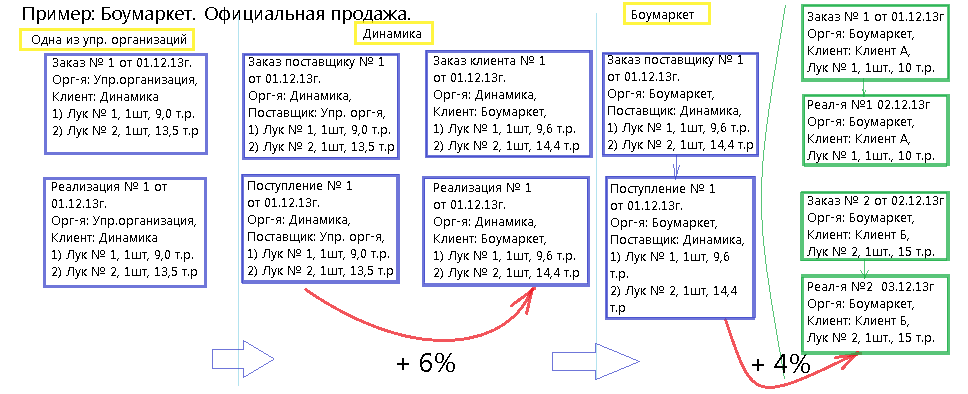 Пример: Боумаркет. Официальная продажа.
Одна из упр. организаций
Заказ № 1 от 01.12.13г.
Орг-я: Упр.организация,
Клиент: Динамика
1) Лук № 1, 1шт, 9,0 т.р.
2) Лук № 2, 1шт, 13,5 т.р
Реализация № 1 от
01.12.13г.
Орг-я: Упр.организация,
Клиент: Динамика
1) Лук № 1, 1шт, 9,0 т.р.
2) Лук № 2, 1шт, 13,5 т.р
Динамика
Заказ поставщику № 1
от 01.12.13г.
Орг-я: Динамика,
Поставщик: Упр. орг-я,
1) Лук № 1, 1шт, 9,0 т.р.
2) Лук № 2, 1шт, 13,5 т.р
Заказ клиента № 1
от 01.12.13г.
Орг-я: Динамика,
Клиент: Боумаркет,
1) Лук № 1, 1шт, 9,6 т.р.
2) Лук № 2, 1шт, 14,4 т.р
Поступление № 1
от 01.12.13г.
Орг-я: Динамика,
Поставщик: Упр. орг-я,
1) Лук № 1, 1шт, 9,0 т.р.
2) Лук № 2, 1шт, 13,5 т.р
Реализация № 1
от 01.12.13г.
Орг-я: Динамика,
Клиент: Боумаркет,
1) Лук № 1, 1шт, 9,6 т.р.
2) Лук № 2, 1шт, 14,4 т.р
+ 6%
Боумаркет
Заказ поставщику № 1
от 01.12.13г.
Орг-я: Боумаркет,
Поставщик: Динамика,
1) Лук № 1, 1шт, 9,6 т.р.
2) Лук № 2, 1шт, 14,4 т.р
Поступление № 1
от 01.12.13г.
Орг-я: Боумаркет,
Поставщик: Динамика,
1) Лук № 1, 1шт, 9,6
т.р.
2) Лук № 2, 1шт, 14,4
т.р
+ 4%
Заказ № 1 от 01.12.13г
Орг-я: Боумаркет,
Клиент: Клиент А,
Лук № 1, 1шт., 10 т.р.
Реал-я №1 02.12.13г
Орг-я: Боумаркет,
Клиент: Клиент А,
Лук № 1, 1шт., 10 т.р.
Заказ № 2 от 02.12.13г
Орг-я: Боумаркет,
Клиент: Клиент Б,
Лук № 2, 1шт., 15 т.р.
Реал-я №2 03.12.13г
Орг-я: Боумаркет,
Клиент: Клиент Б,
Лук № 2, 1шт., 15 т.р.